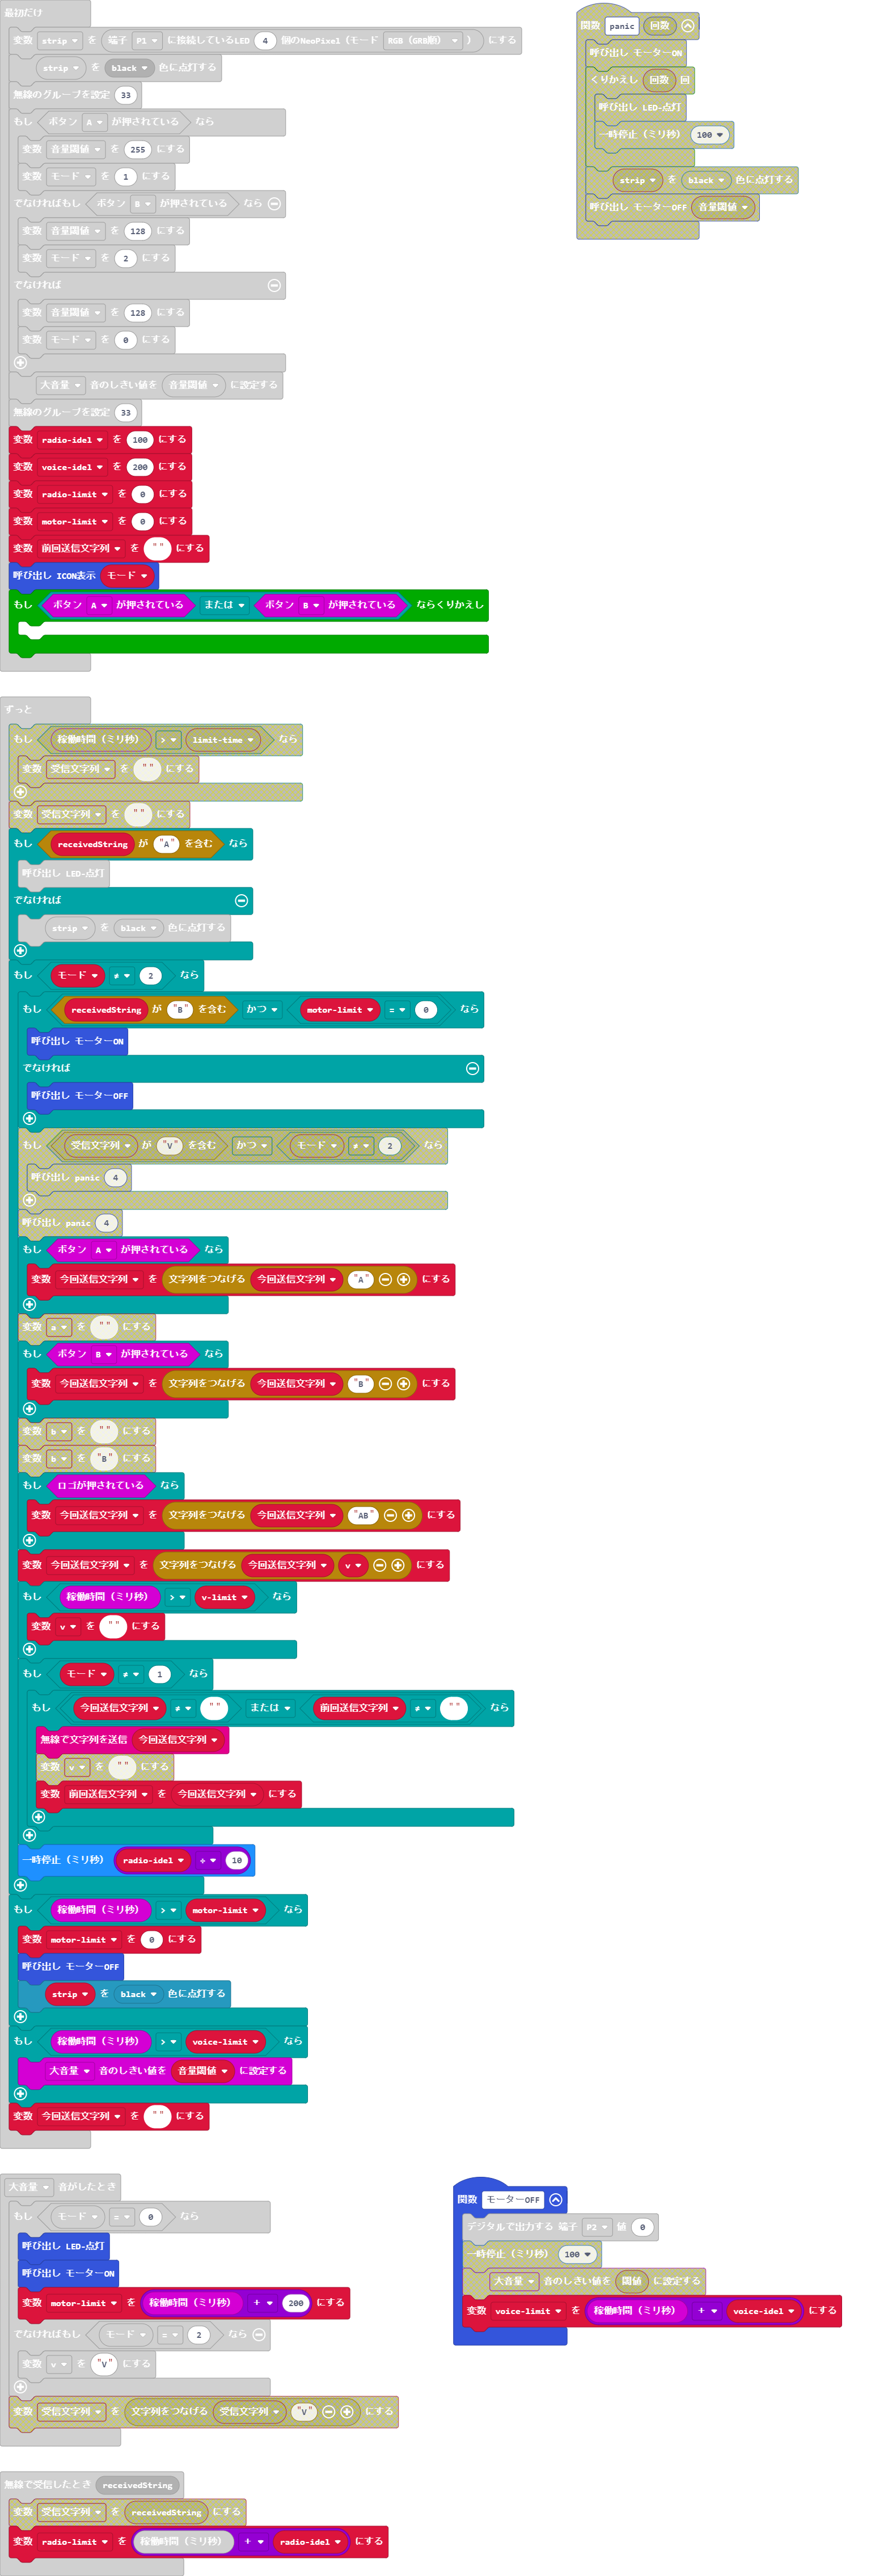 最初だけ
変数 strip を 端子 P1 に接続しているLED 4 個のNeoPixel（モード RGB（GRB順））にする
strip を black 色に点灯する
無線のグループを設定 33
もし ボタン A が押されている なら
変数 音量閾値 を 255 にする
変数 モード を 1 にする
でなければもし ボタン B が押されている なら
変数 音量閾値 を 128 にする
変数 モード を 2 にする
でなければ
変数 音量閾値 を 128 にする
変数 モード を 0 にする
大音量 音のしきい値を 音量閾値 に設定する
無線のグループを設定 33
変数 radio-idel を 100 にする
変数 voice-idel を 200 にする
変数 radio-limit を 0 にする
変数 motor-limit を 0 にする
変数 前回送信文字列 を "" にする
呼び出し ICON表示 モード
もし ボタン A が押されている または ボタン B が押されている ならくりかえし
関数 panic 回数
呼び出し モーターON
くりかえし 回数 回
呼び出し LED-点灯
一時停止（ミリ秒） 100
strip を black 色に点灯する
呼び出し モーターOFF 音量閾値
ずっと
もし 稼働時間（ミリ秒） > limit-time なら
変数 受信文字列 を "" にする
変数 受信文字列 を "" にする
もし receivedString が "A" を含む なら
呼び出し LED-点灯
でなければ
strip を black 色に点灯する
もし モード ≠ 2 なら
もし receivedString が "B" を含む かつ motor-limit = 0 なら
呼び出し モーターON
でなければ
呼び出し モーターOFF
もし 受信文字列 が "V" を含む かつ モード ≠ 2 なら
呼び出し panic 4
呼び出し panic 4
もし ボタン A が押されている なら
変数 今回送信文字列 を 文字列をつなげる 今回送信文字列 "A" にする
変数 a を "" にする
もし ボタン B が押されている なら
変数 今回送信文字列 を 文字列をつなげる 今回送信文字列 "B" にする
変数 b を "" にする
変数 b を "B" にする
もし ロゴが押されている なら
変数 今回送信文字列 を 文字列をつなげる 今回送信文字列 "AB" にする
変数 今回送信文字列 を 文字列をつなげる 今回送信文字列 v にする
もし 稼働時間（ミリ秒） > v-limit なら
変数 v を "" にする
もし モード ≠ 1 なら
もし 今回送信文字列 ≠ "" または 前回送信文字列 ≠ "" なら
無線で文字列を送信 今回送信文字列
変数 v を "" にする
変数 前回送信文字列 を 今回送信文字列 にする
一時停止（ミリ秒） radio-idel ÷ 10
もし 稼働時間（ミリ秒） > motor-limit なら
変数 motor-limit を 0 にする
呼び出し モーターOFF
strip を black 色に点灯する
もし 稼働時間（ミリ秒） > voice-limit なら
大音量 音のしきい値を 音量閾値 に設定する
変数 今回送信文字列 を "" にする
大音量 音がしたとき
もし モード = 0 なら
呼び出し LED-点灯
呼び出し モーターON
変数 motor-limit を 稼働時間（ミリ秒） + 200 にする
でなければもし モード = 2 なら
変数 v を "V" にする
変数 受信文字列 を 文字列をつなげる 受信文字列 "V" にする
関数 モーターOFF
デジタルで出力する 端子 P2 値 0
一時停止（ミリ秒） 100
大音量 音のしきい値を 閾値 に設定する
変数 voice-limit を 稼働時間（ミリ秒） + voice-idel にする
無線で受信したとき receivedString
変数 受信文字列 を receivedString にする
変数 radio-limit を 稼働時間（ミリ秒） + radio-idel にする